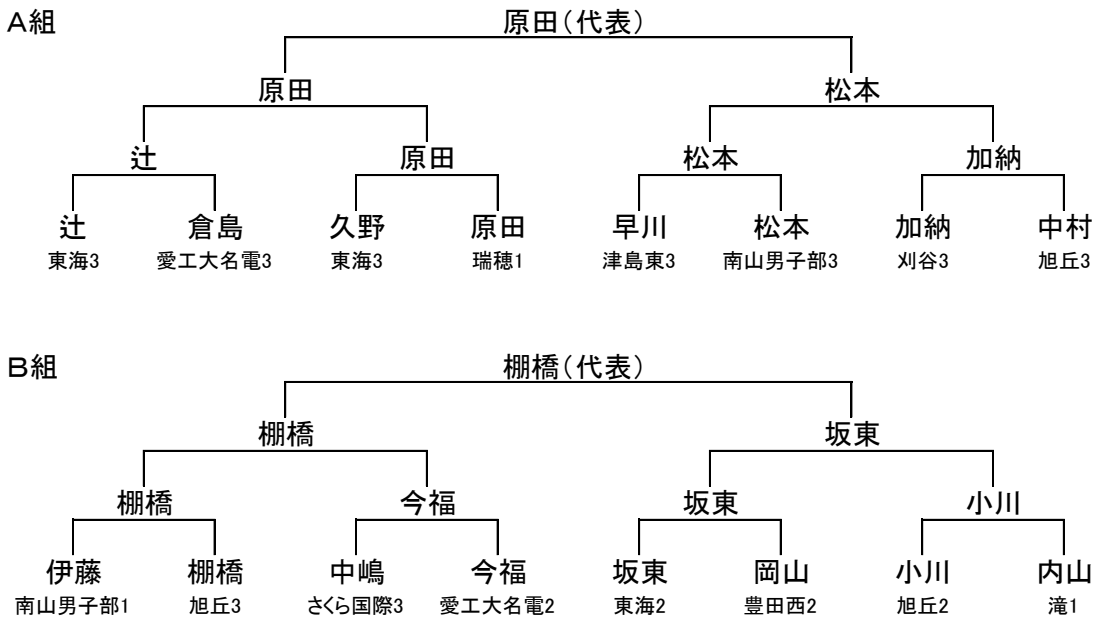 A組
原田(代表)
原田 松本
辻 原田 松本 加納
辻 倉島 久野 原田 早川 松本 加納 中村
東海3 愛工大名電3 東海3 瑞穂1 津島東3 南山男子部3 刈谷3 旭丘3
B組
棚橋(代表)
棚橋 坂東
棚橋 今福 坂東 小川
伊藤 棚橋 中嶋 今福 坂東 岡山 小川 内山
南山男子部1 旭丘3 さくら国際3 愛工大名電2 東海2 豊田西2 旭丘2 滝1